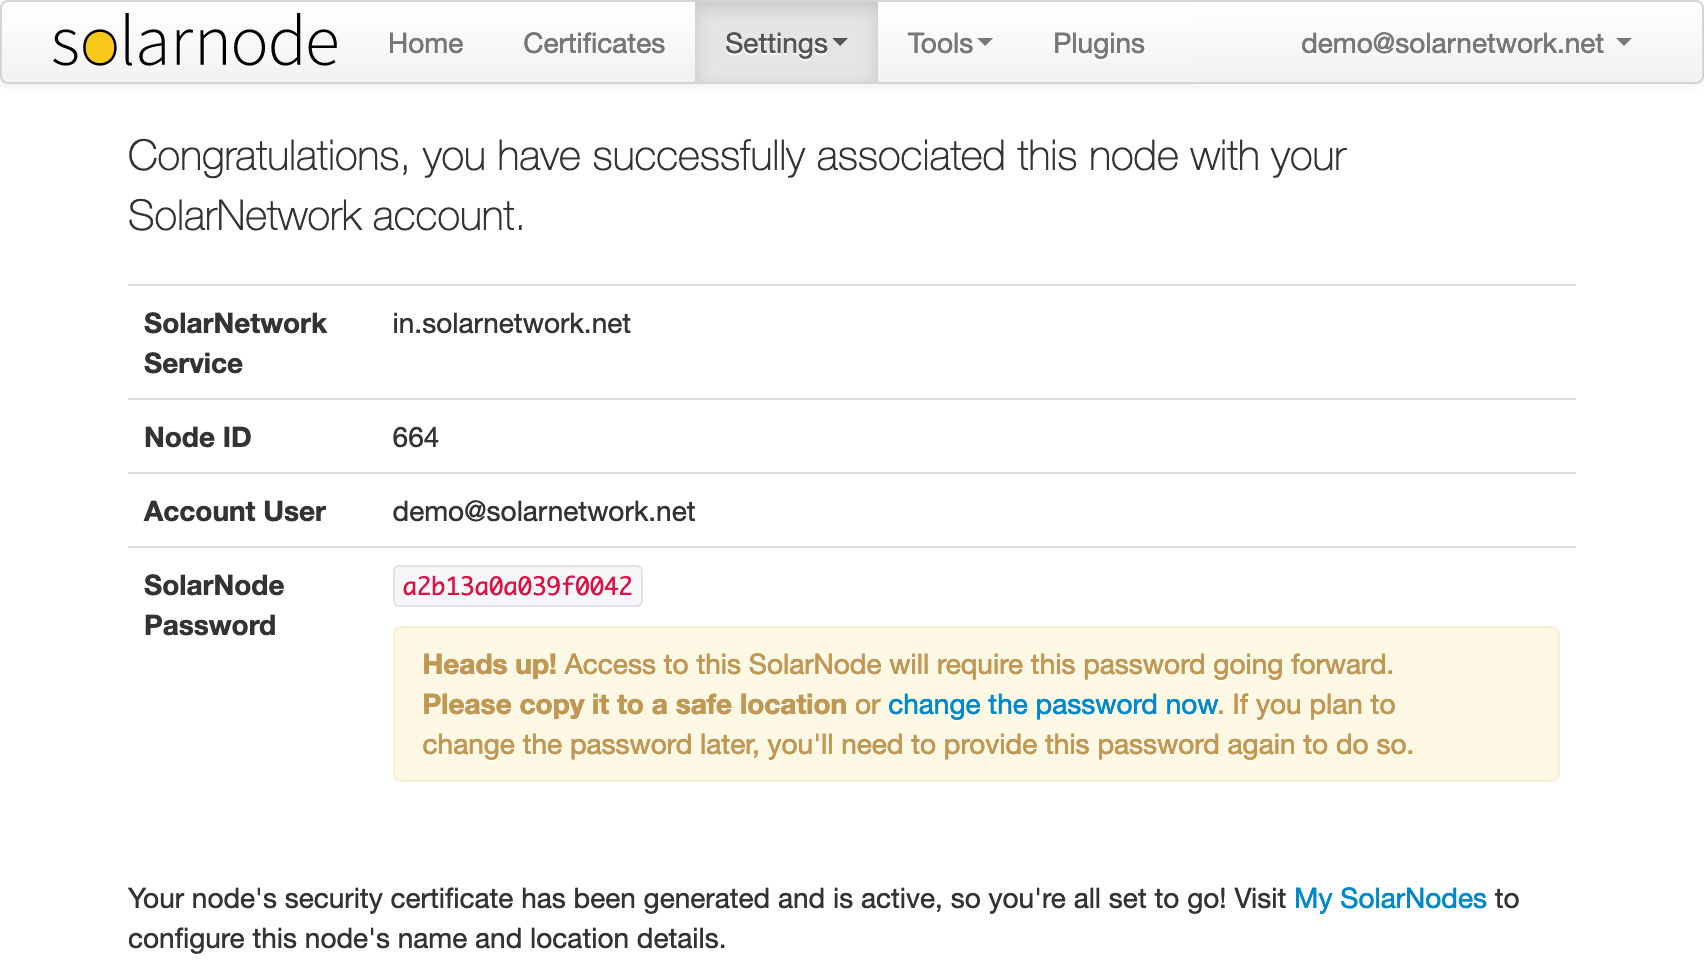 solarnode Home Certificates Settings Tools Plugins demo@solarnetwork.net
Congratulations, you have successfully associated this node with your
SolarNetwork account.
SolarNetwork in.solarnetwork.net
Service
Node ID 664
Account User demo@solarnetwork.net
SolarNode a2b13a0a039f0042
Password
Heads up! Access to this SolarNode will require this password going forward.
Please copy it to a safe location or change the password now. If you plan to
change the password later, you'll need to provide this password again to do so.
Your node's security certificate has been generated and is active, so you're all set to go! Visit My SolarNodes to
configure this node's name and location details.